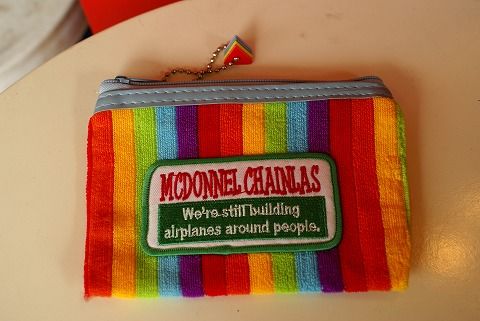 MCDONNEL CHAINLAS
We're still building
airplanes around people.